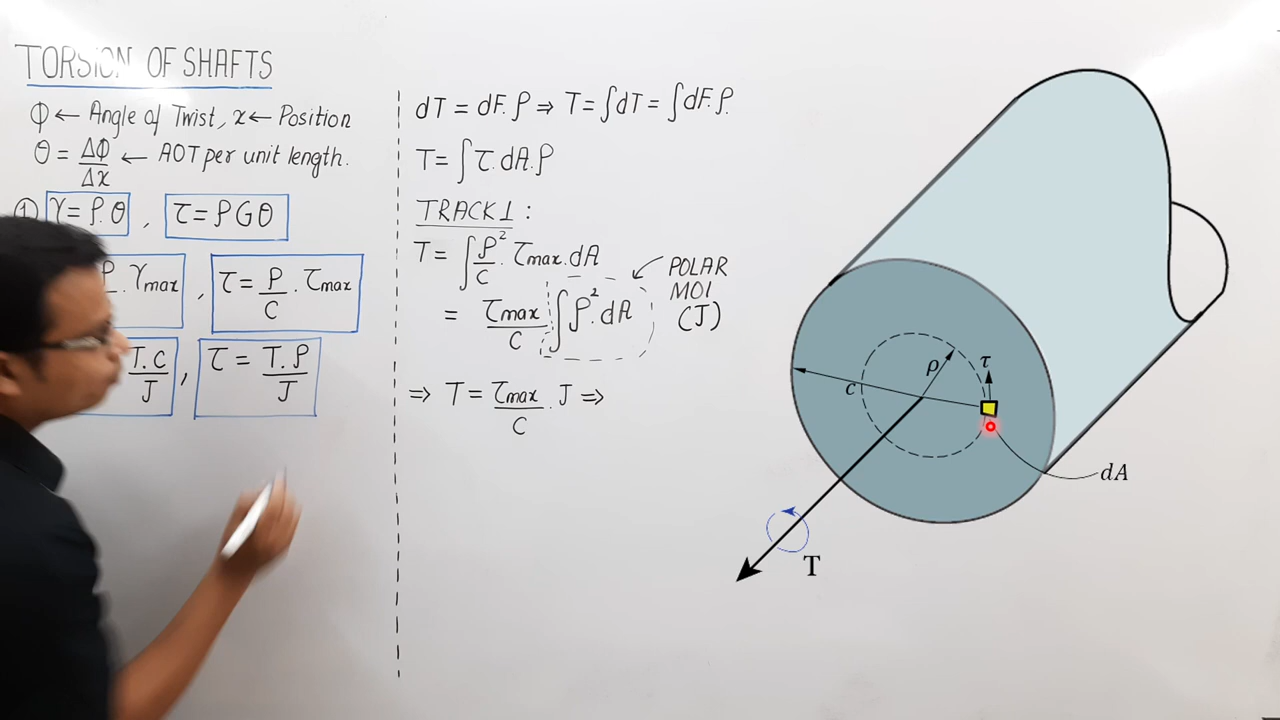 TORSION OF SHAFTS
φ ← Angle of Twist, x ← Position
θ = Δφ/Δx ← AOT per unit length.
① γ = ρ.θ , τ = ρGθ
. γmax , τ = ρ/C . τmax
T.C/J , τ = T.ρ/J
dT = dF.ρ ⇒ T = ∫dT = ∫dF.ρ
T = ∫τ.dA.ρ
TRACK 1 :
T = ∫ρ²/C . τmax . dA
= τmax/C ∫ρ².dA
POLAR
MOI
(J)
⇒ T = τmax/C . J ⇒
ρ
τ
c
dA
T